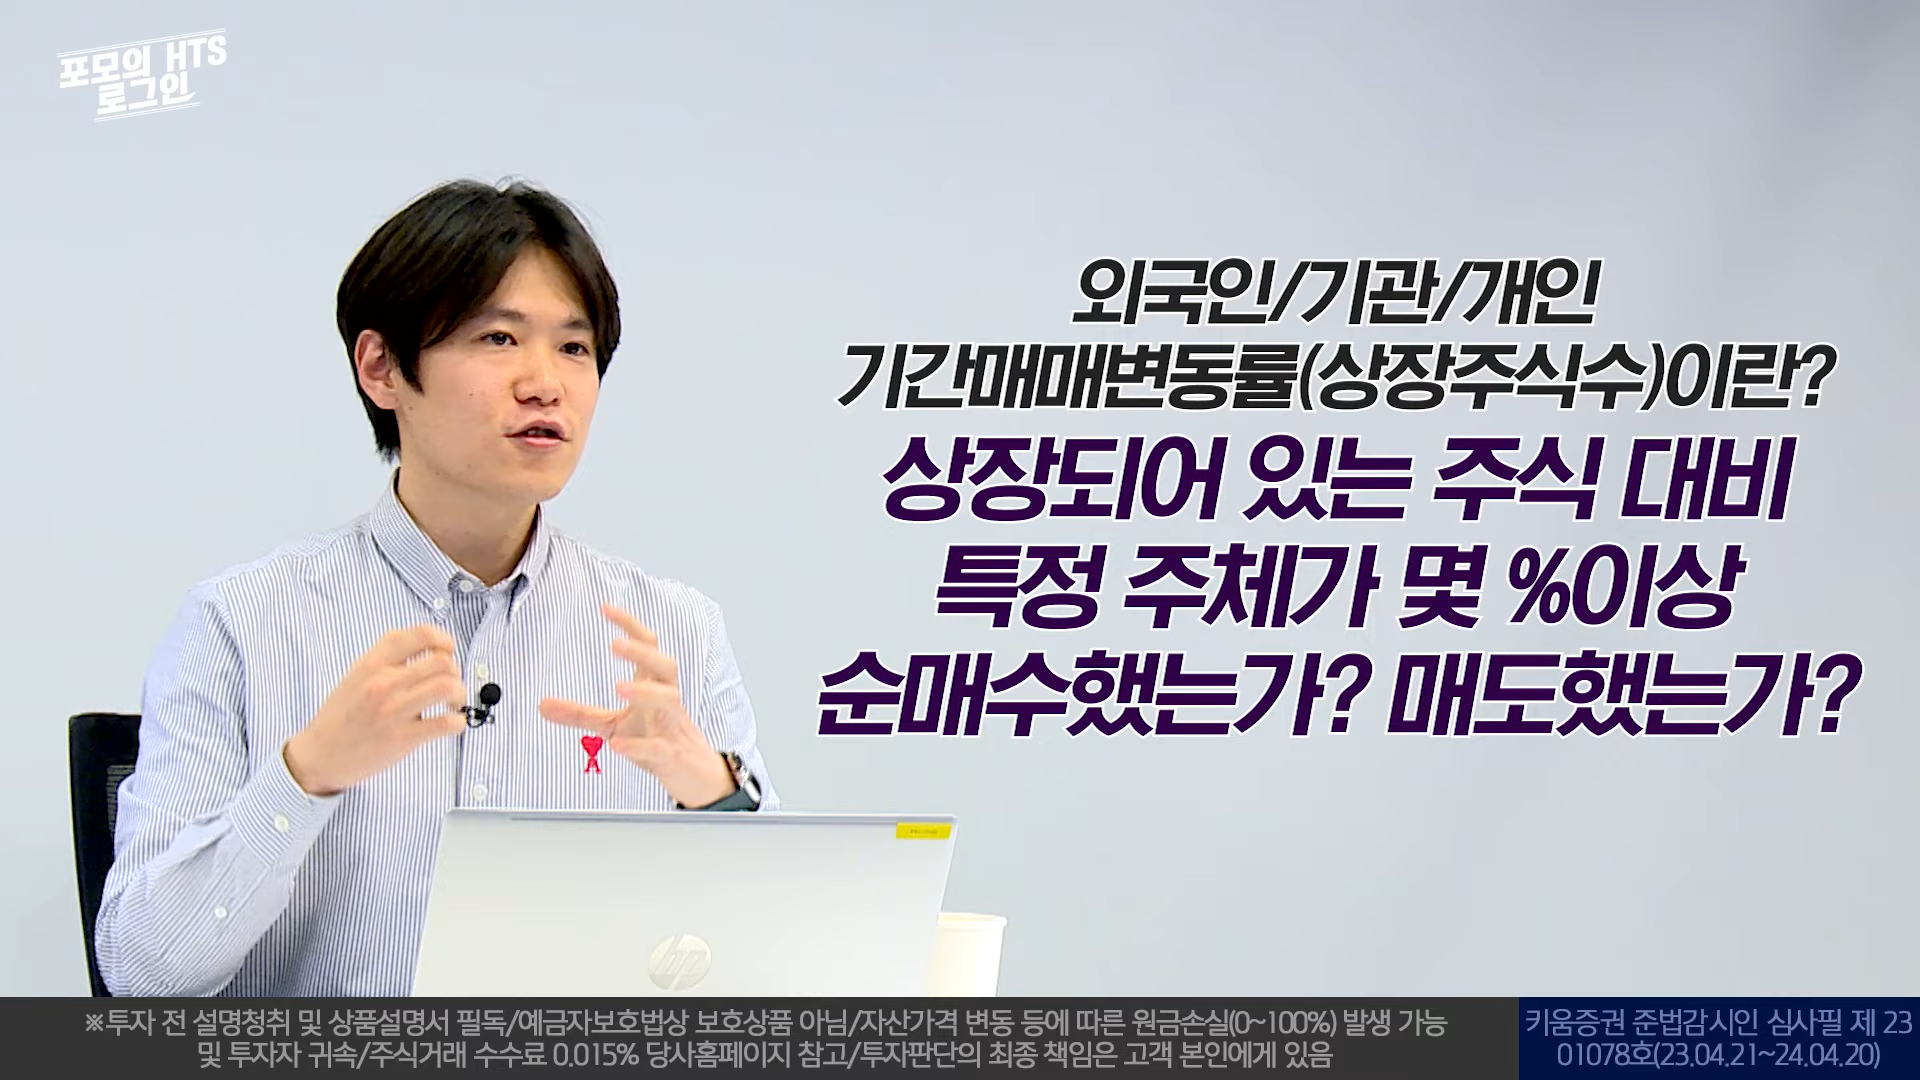 포모의 HTS
로그인
외국인/기관/개인
기간매매변동률(상장주식수)이란?
상장되어 있는 주식 대비
특정 주체가 몇 %이상
순매수했는가? 매도했는가?
hp
※투자 전 설명청취 및 상품설명서 필독/예금자보호법상 보호상품 아님/자산가격 변동 등에 따른 원금손실(0~100%) 발생 가능
및 투자자 귀속/주식거래 수수료 0.015% 당사홈페이지 참고/투자판단의 최종 책임은 고객 본인에게 있음
키움증권 준법감시인 심사필 제 23
01078호(23.04.21~24.04.20)